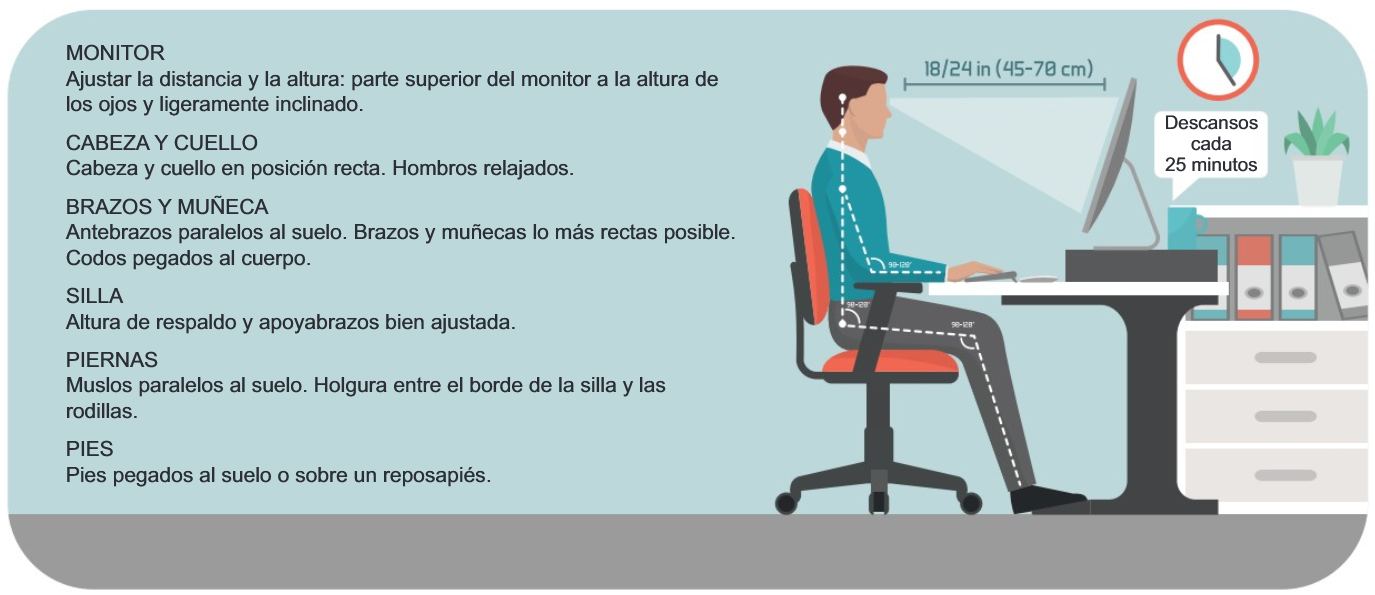 MONITOR
Ajustar la distancia y la altura: parte superior del monitor a la altura de
los ojos y ligeramente inclinado.
CABEZA Y CUELLO
Cabeza y cuello en posición recta. Hombros relajados.
BRAZOS Y MUÑECA
Antebrazos paralelos al suelo. Brazos y muñecas lo más rectas posible.
Codos pegados al cuerpo.
SILLA
Altura de respaldo y apoyabrazos bien ajustada.
PIERNAS
Muslos paralelos al suelo. Holgura entre el borde de la silla y las
rodillas.
PIES
Pies pegados al suelo o sobre un reposapiés.
18/24 in (45-70 cm)
Descansos
cada
25 minutos
90-120°
90-120°
90-120°